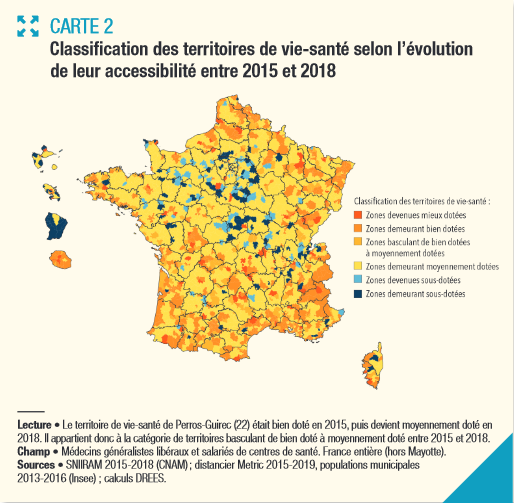 CARTE 2
Classification des territoires de vie-santé selon l'évolution
de leur accessibilité entre 2015 et 2018
Classification des territoires de vie-santé :
Zones devenues mieux dotées
Zones demeurant bien dotées
Zones basculant de bien dotées
à moyennement dotées
Zones demeurant moyennement dotées
Zones devenues sous-dotées
Zones demeurant sous-dotées
Lecture • Le territoire de vie-santé de Perros-Guirec (22) était bien doté en 2015, puis devient moyennement doté en
2018. Il appartient donc à la catégorie de territoires basculant de bien doté à moyennement doté entre 2015 et 2018.
Champ • Médecins généralistes libéraux et salariés de centres de santé. France entière (hors Mayotte).
Sources • SNIIRAM 2015-2018 (CNAM) ; distancier Metric 2015-2019, populations municipales
2013-2016 (Insee) ; calculs DREES.